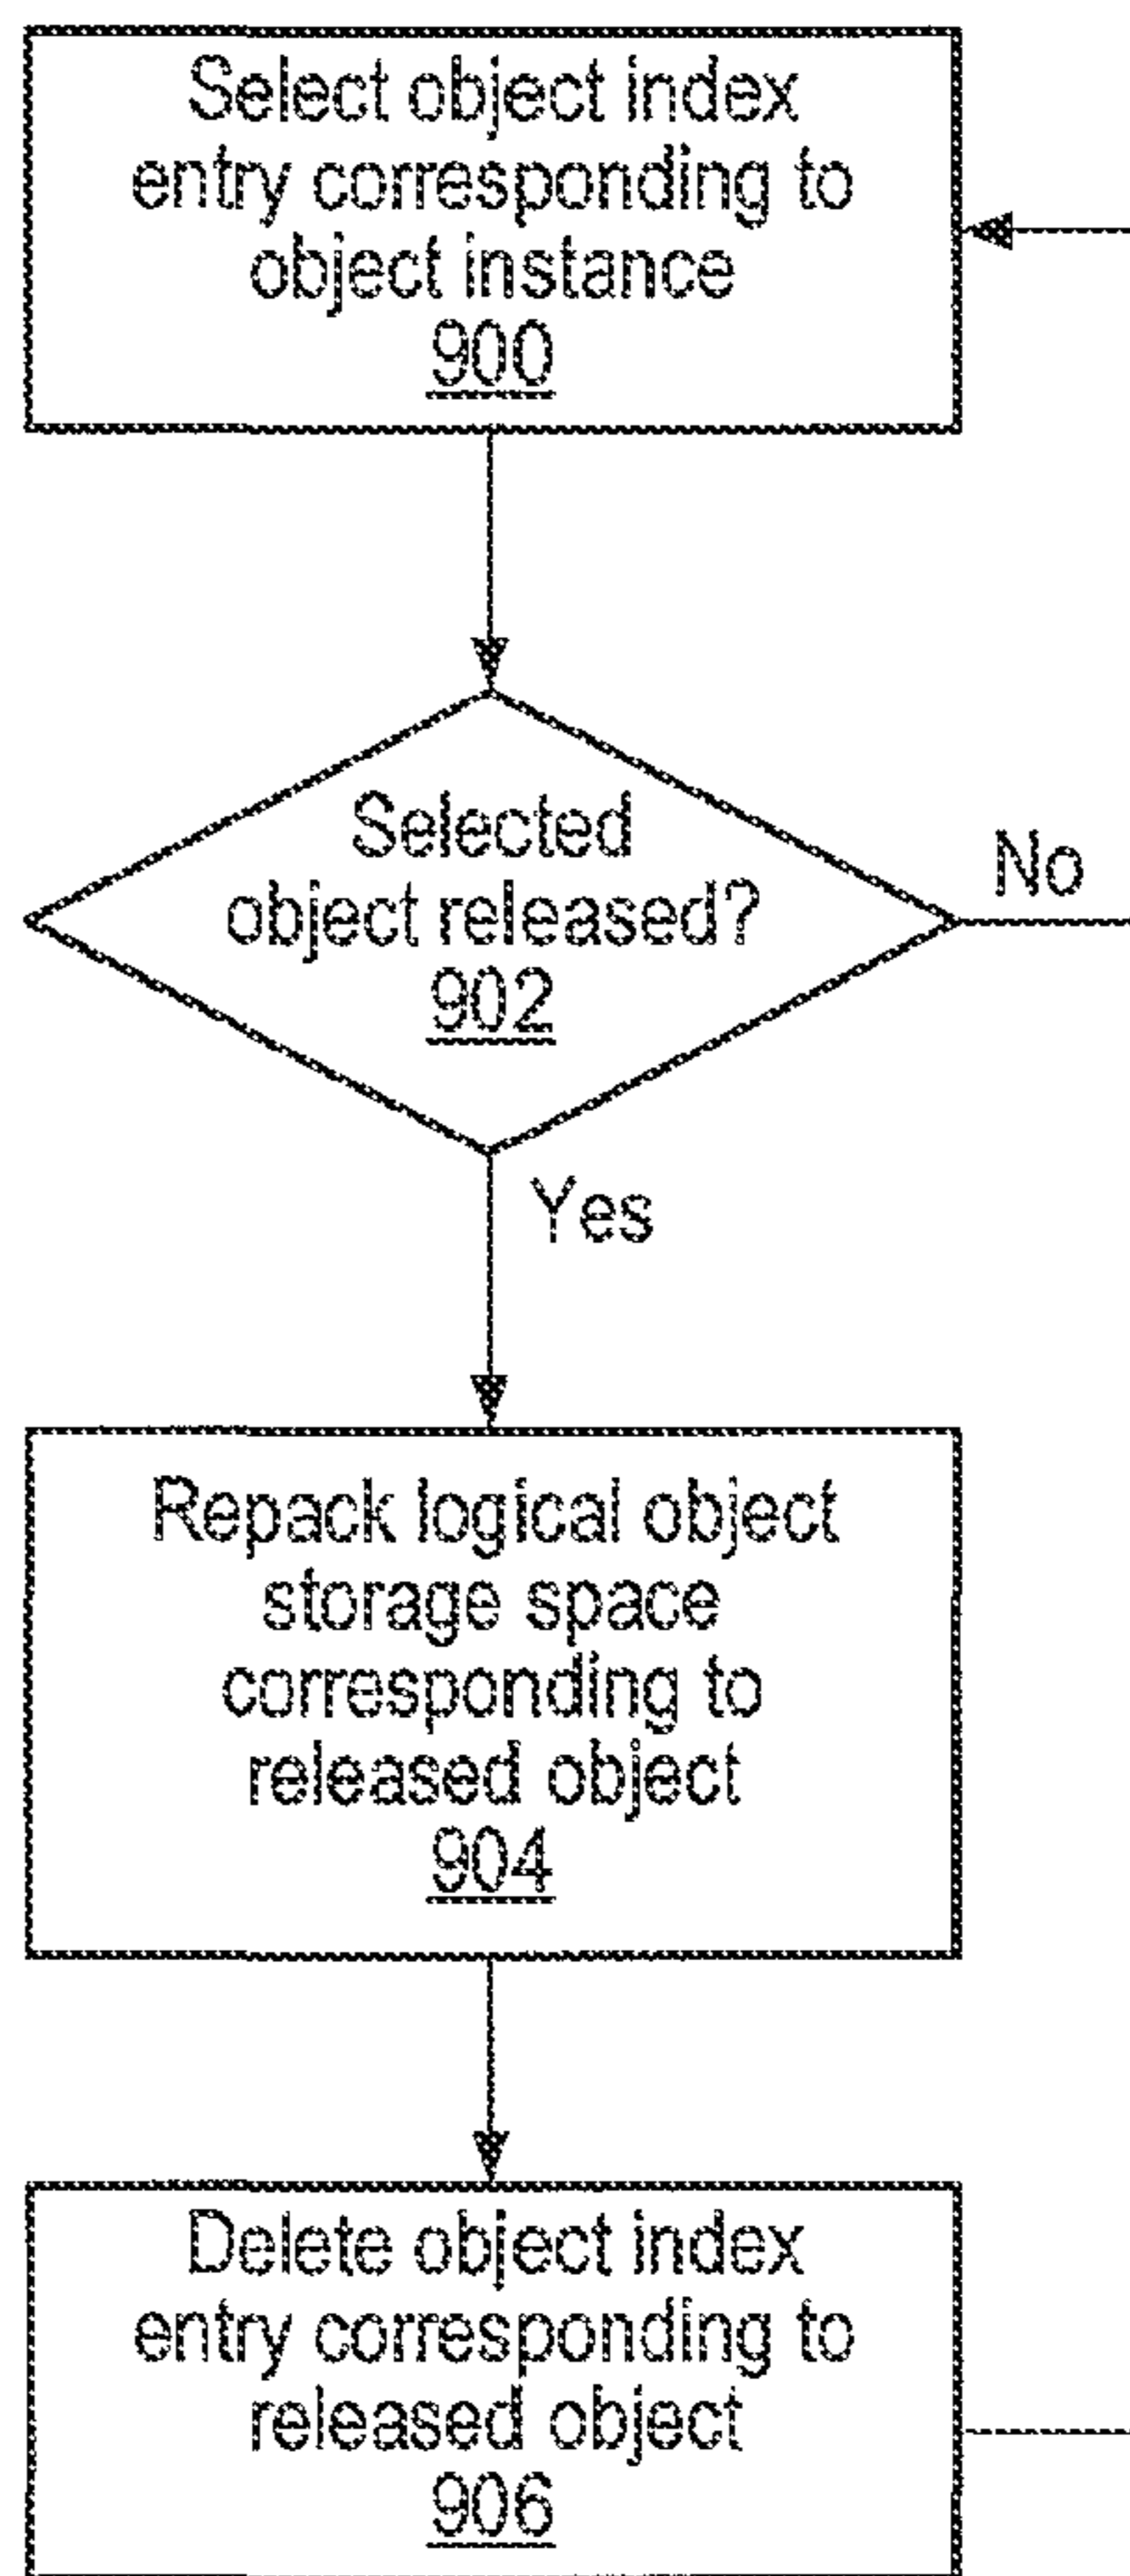 Select object index
entry corresponding to
object instance
900
Selected
object released?
902
No
Yes
Repack logical object
storage space
corresponding to
released object
904
Delete object index
entry corresponding to
released object
906